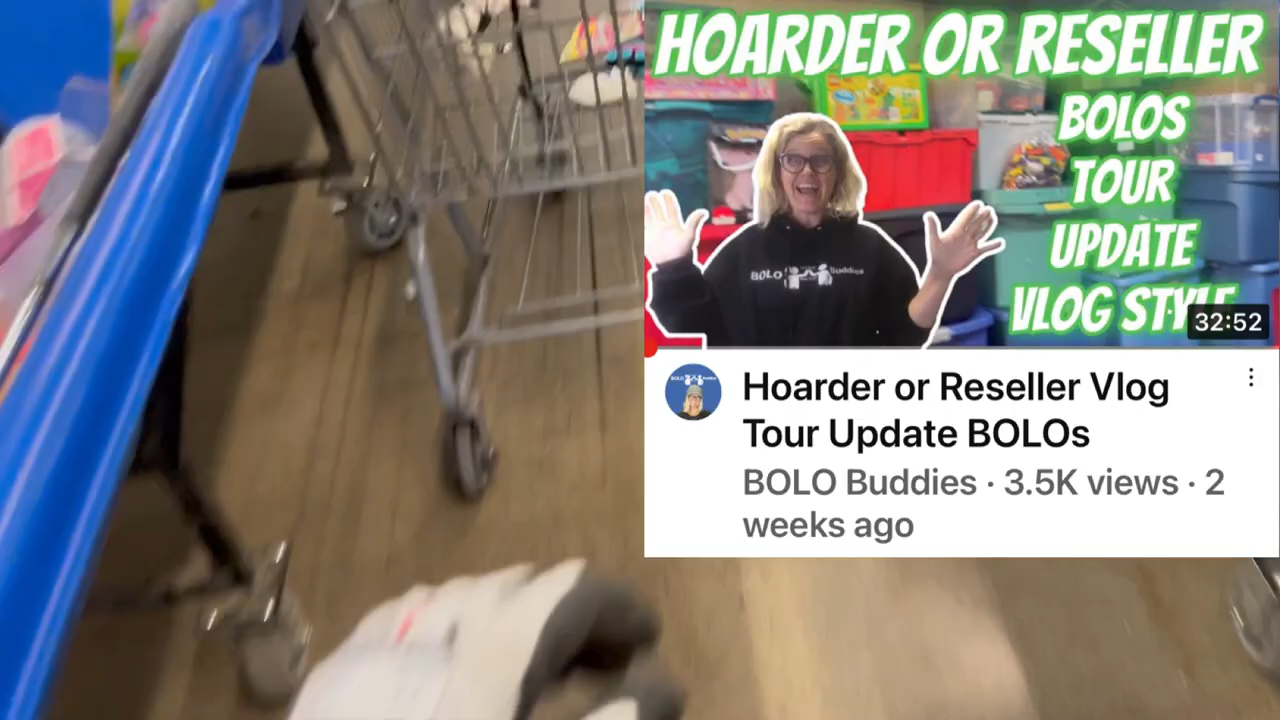 HOARDER OR RESELLER
BOLOS
TOUR
UPDATE
VLOG STYLE
BOLO Buddies
32:52
Hoarder or Reseller Vlog
Tour Update BOLOs
BOLO Buddies · 3.5K views · 2
weeks ago